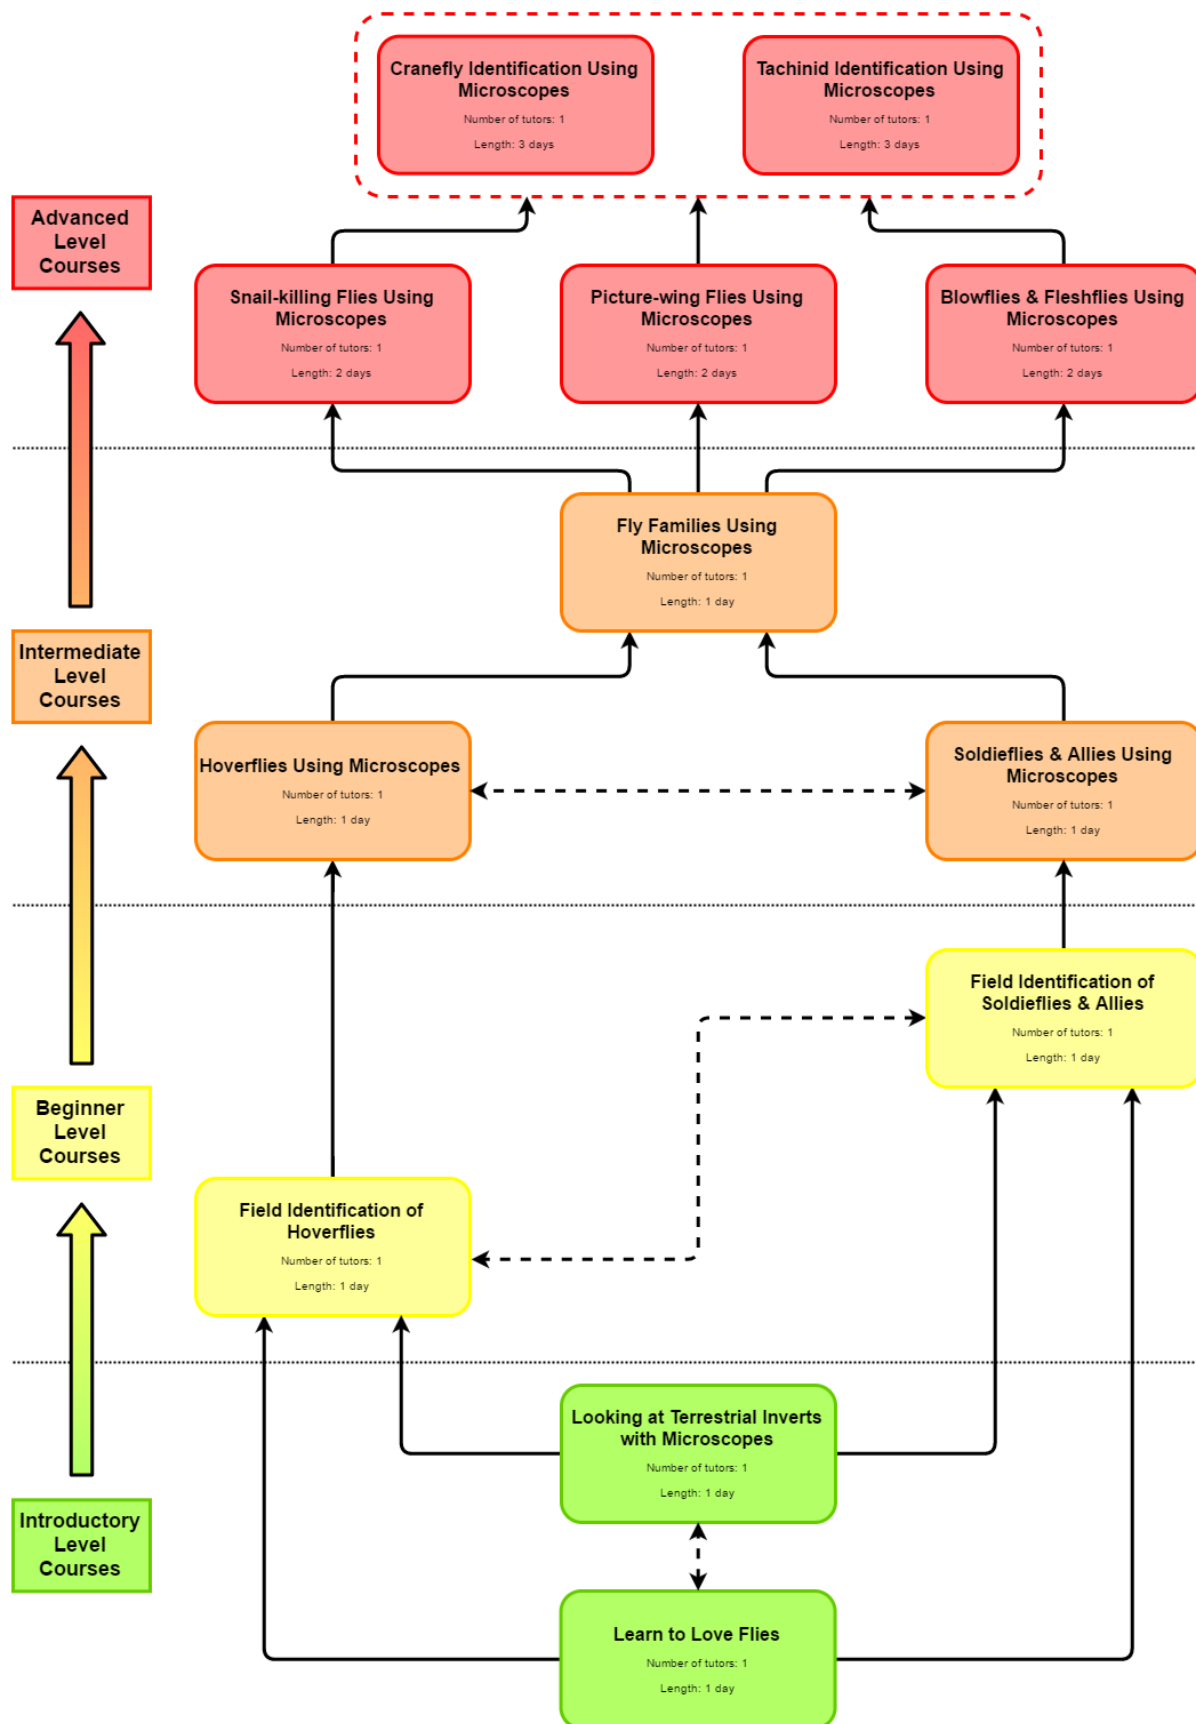 Cranefly Identification Using
Microscopes
Number of tutors: 1
Length: 3 days
Tachinid Identification Using
Microscopes
Number of tutors: 1
Length: 3 days
Advanced
Level
Courses
Snail-killing Flies Using
Microscopes
Number of tutors: 1
Length: 2 days
Picture-wing Flies Using
Microscopes
Number of tutors: 1
Length: 2 days
Blowflies & Fleshflies Using
Microscopes
Number of tutors: 1
Length: 2 days
Fly Families Using
Microscopes
Number of tutors: 1
Length: 1 day
Intermediate
Level
Courses
Hoverflies Using Microscopes
Number of tutors: 1
Length: 1 day
Soldieflies & Allies Using
Microscopes
Number of tutors: 1
Length: 1 day
Field Identification of
Soldieflies & Allies
Number of tutors: 1
Length: 1 day
Beginner
Level
Courses
Field Identification of
Hoverflies
Number of tutors: 1
Length: 1 day
Looking at Terrestrial Inverts
with Microscopes
Number of tutors: 1
Length: 1 day
Introductory
Level
Courses
Learn to Love Flies
Number of tutors: 1
Length: 1 day